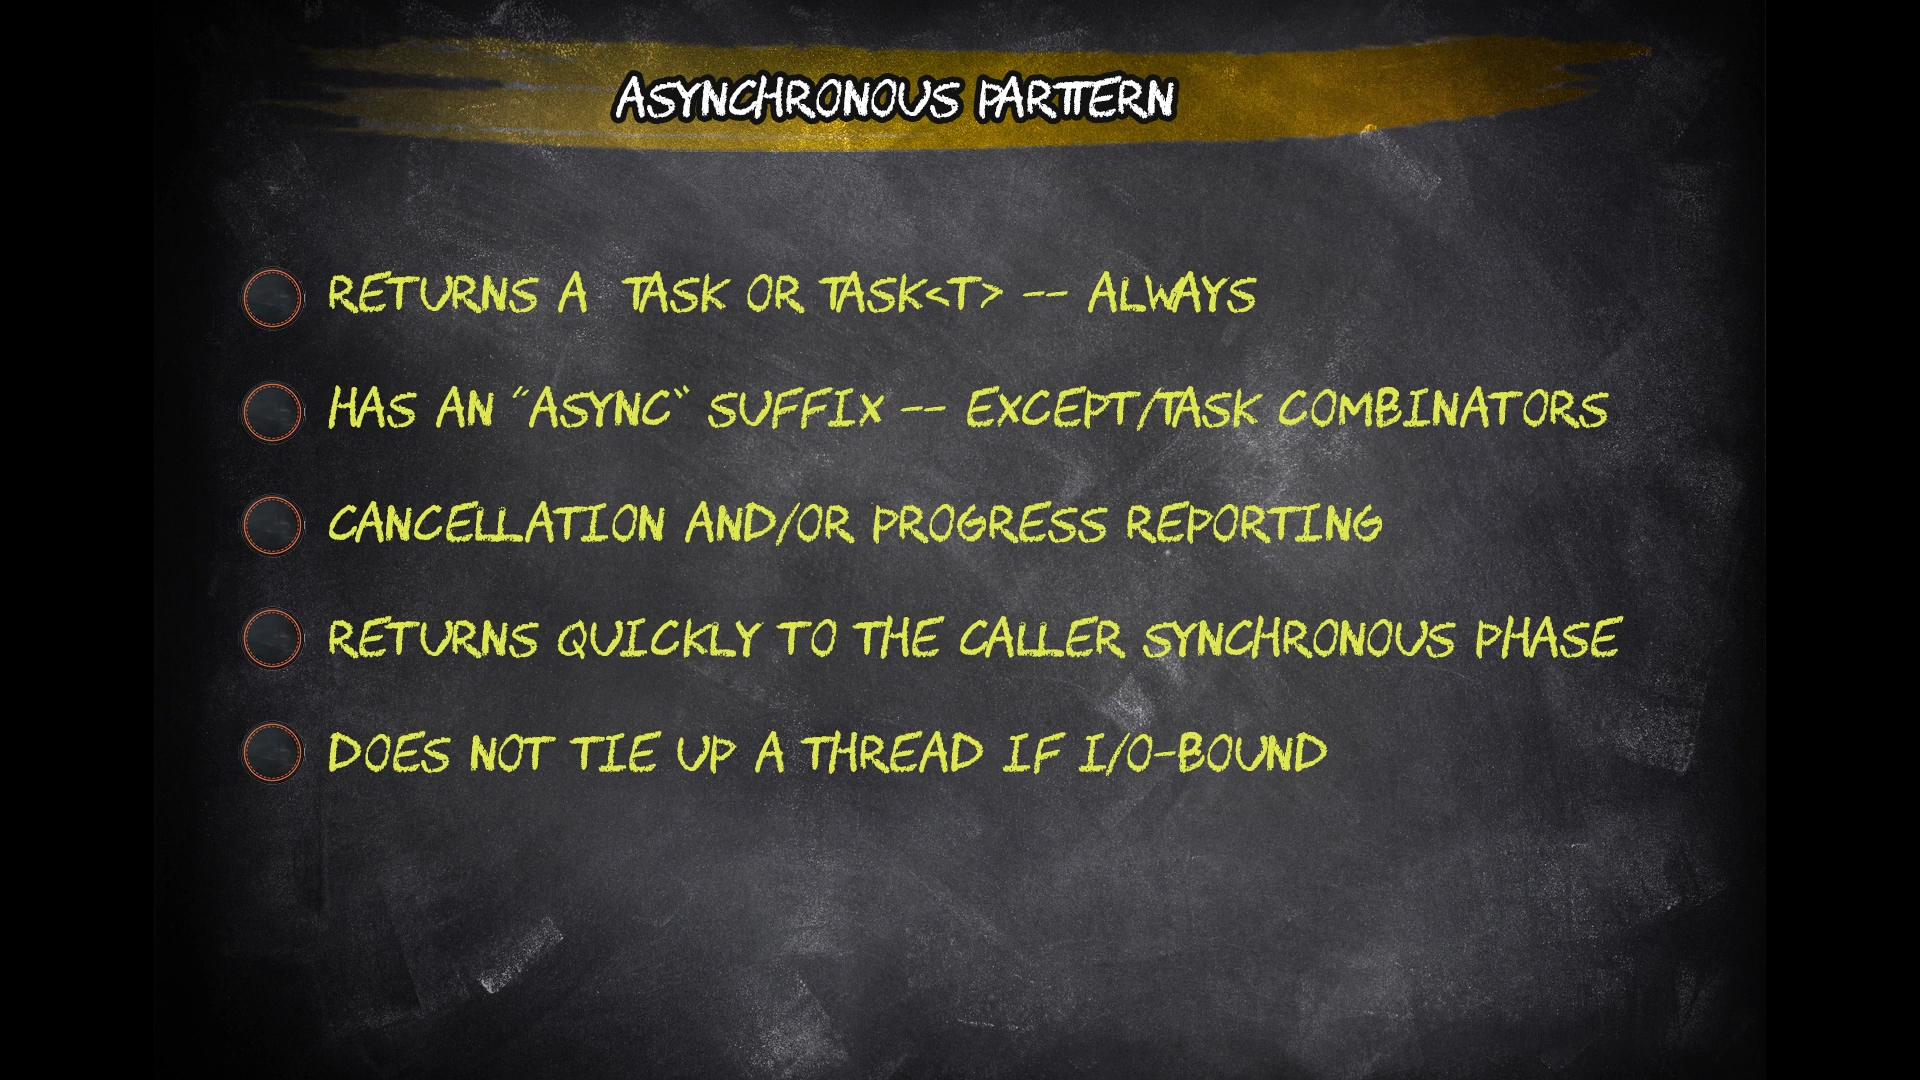 ASYNCHRONOUS PARTTERN
RETURNS A TASK OR TASK<T> -- ALWAYS
HAS AN "ASYNC" SUFFIX -- EXCEPT/TASK COMBINATORS
CANCELLATION AND/OR PROGRESS REPORTING
RETURNS QUICKLY TO THE CALLER SYNCHRONOUS PHASE
DOES NOT TIE UP A THREAD IF I/O-BOUND